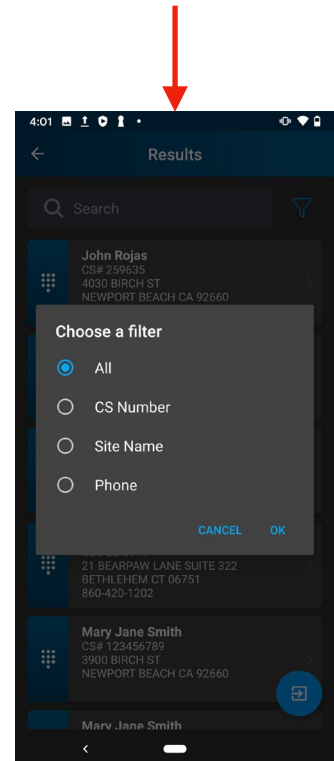 4:01
Results
Search
John Rojas
CS# 259635
4030 BIRCH ST
NEWPORT BEACH CA 92660
Choose a filter
All
CS Number
Site Name
Phone
CANCEL
OK
21 BEARPAW LANE SUITE 322
BETHLEHEM CT 06751
860-420-1202
Mary Jane Smith
CS# 123456789
3900 BIRCH ST
NEWPORT BEACH CA 92660
Mary Jane Smith